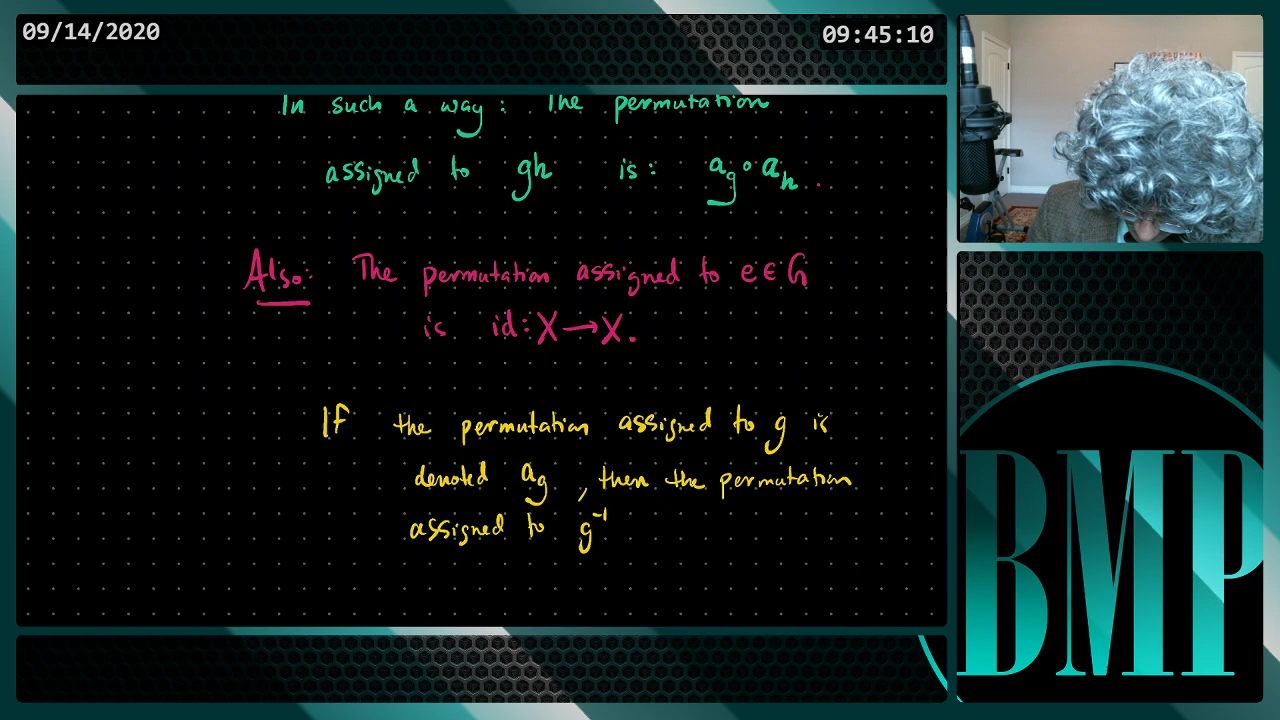 09/14/2020
09:45:10
In such a way: The permutation
assigned to gh is: a_g ∘ a_h.
Also: The permutation assigned to e ∈ G
is id: X → X.
If the permutation assigned to g is
denoted a_g, then the permutation
assigned to g⁻¹
BMP